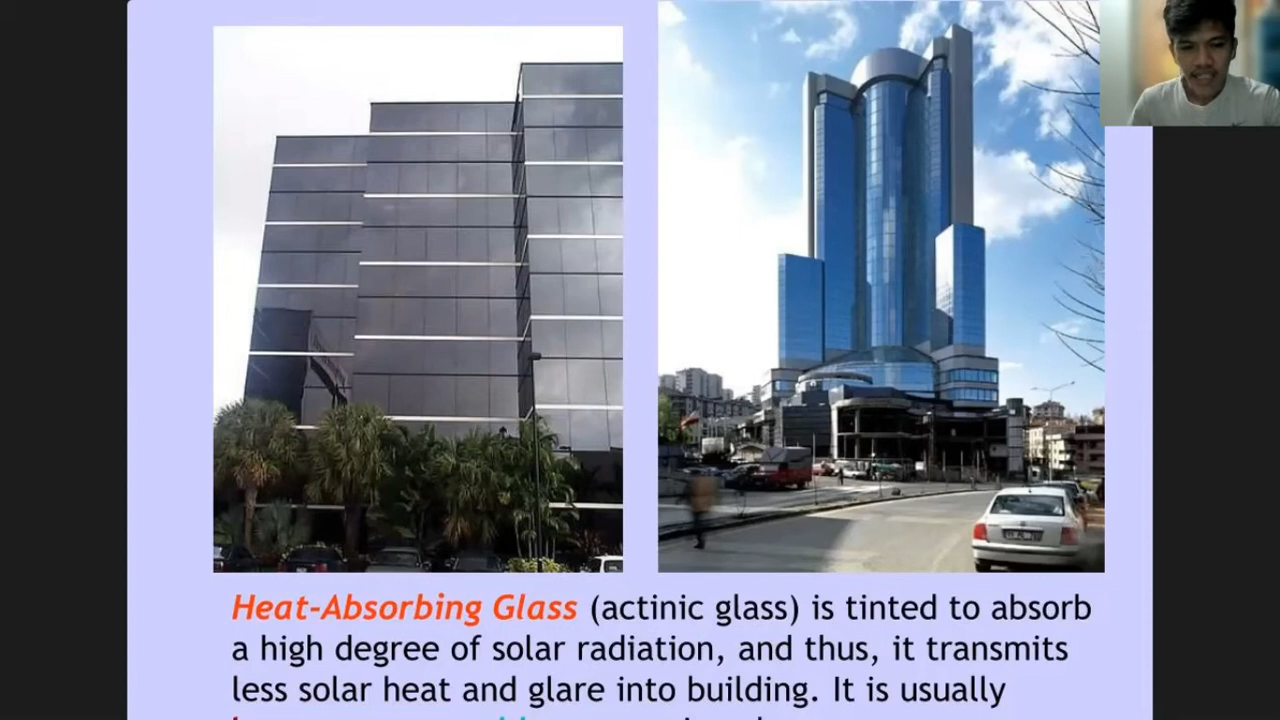 Heat-Absorbing Glass (actinic glass) is tinted to absorb
a high degree of solar radiation, and thus, it transmits
less solar heat and glare into building. It is usually